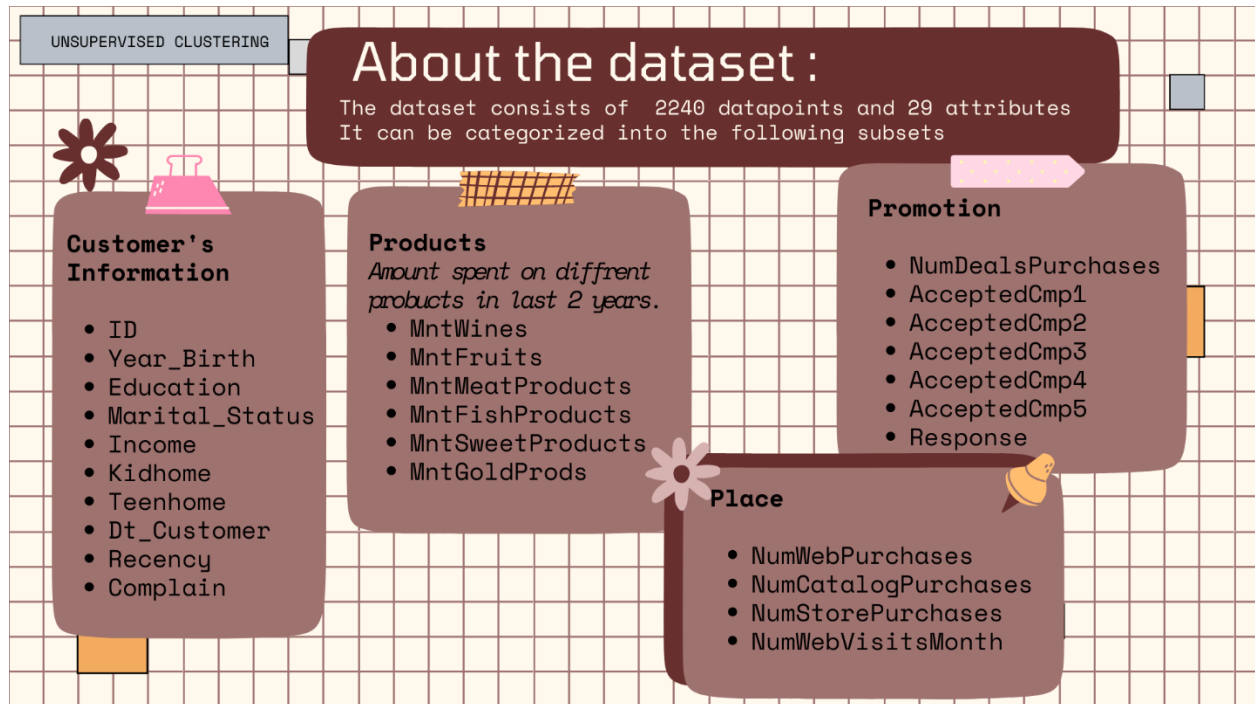 UNSUPERVISED CLUSTERING
About the dataset :
The dataset consists of 2240 datapoints and 29 attributes
It can be categorized into the following subsets
Customer's
Information
• ID
• Year_Birth
• Education
• Marital_Status
• Income
• Kidhome
• Teenhome
• Dt_Customer
• Recency
• Complain
Products
Amount spent on diffrent
probucts in last 2 years.
• MntWines
• MntFruits
• MntMeatProducts
• MntFishProducts
• MntSweetProducts
• MntGoldProds
Promotion
• NumDealsPurchases
• AcceptedCmp1
• AcceptedCmp2
• AcceptedCmp3
• AcceptedCmp4
• AcceptedCmp5
• Response
Place
• NumWebPurchases
• NumCatalogPurchases
• NumStorePurchases
• NumWebVisitsMonth